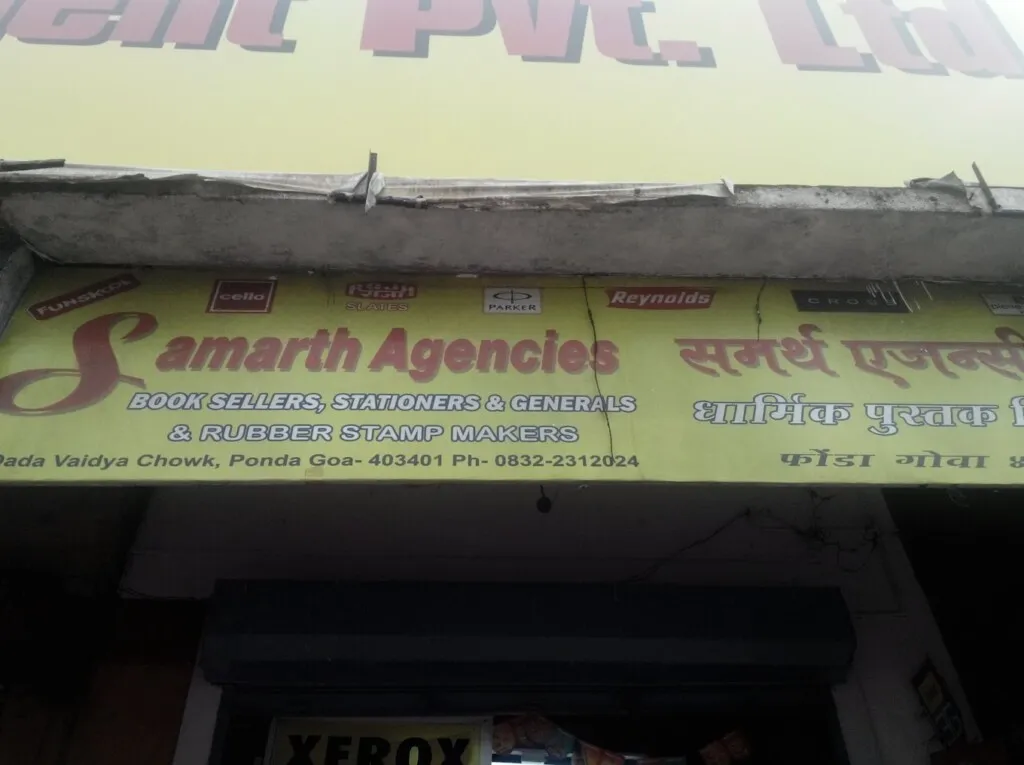 Pvt. Ltd
FUNSKOOL
cello
राजा
SLATES
PARKER
Reynolds
CROSS
Samarth Agencies
समर्थ एजन्सी
BOOK SELLERS, STATIONERS & GENERALS
धार्मिक पुस्तक
& RUBBER STAMP MAKERS
Dada Vaidya Chowk, Ponda Goa- 403401 Ph- 0832-2312024
फोंडा गोवा ४
XEROX